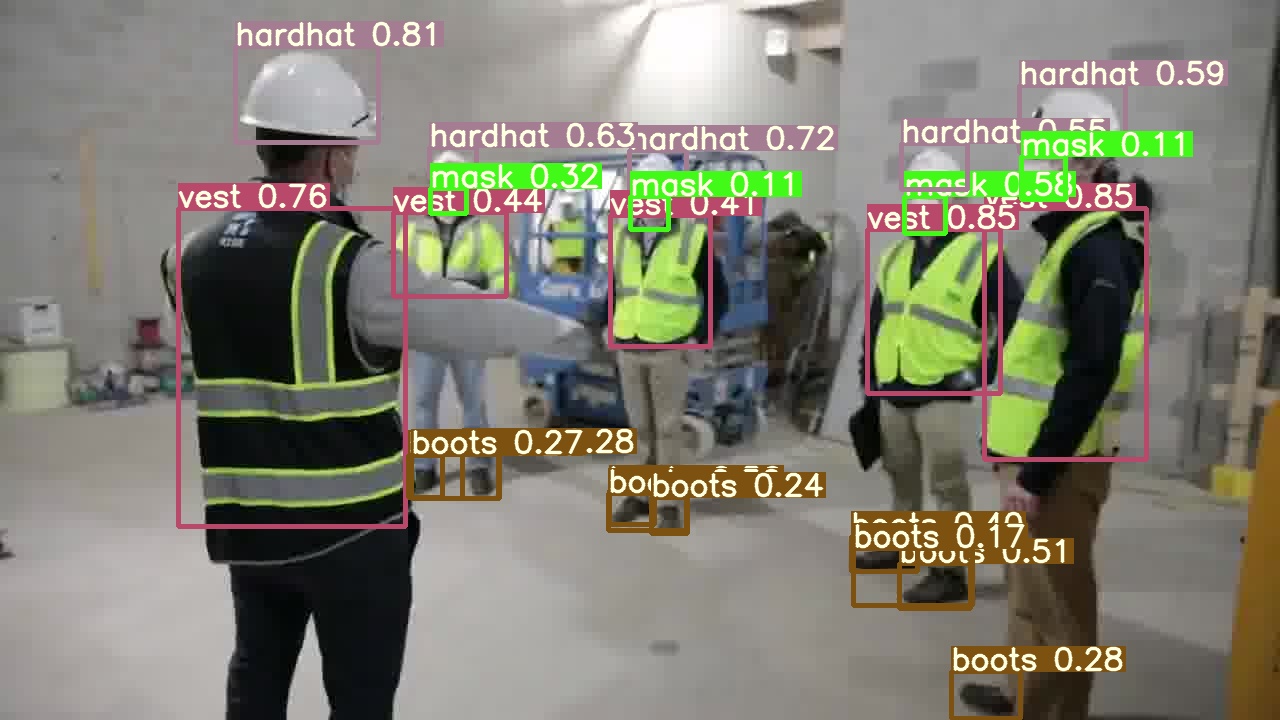 hardhat 0.81
hardhat 0.59
hardhat 0.63
hardhat 0.72
hardhat 0.55
mask 0.11
mask 0.32
mask 0.11
mask 0.58
vest 0.76
vest 0.44
vest 0.41
vest 0.85
vest 0.85
boots 0.27.28
boots 0.24
boots 0.17
boots 0.51
boots 0.28